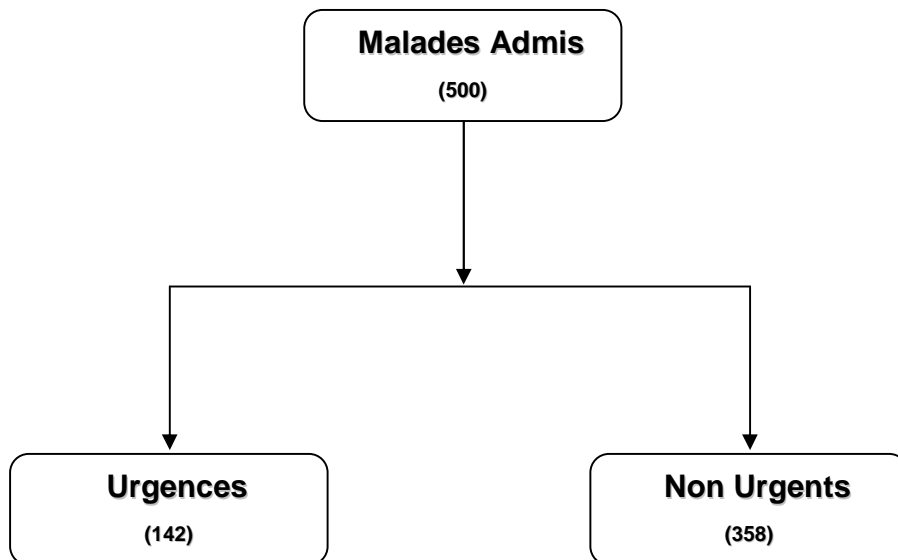 Malades Admis
(500)
Urgences
(142)
Non Urgents
(358)